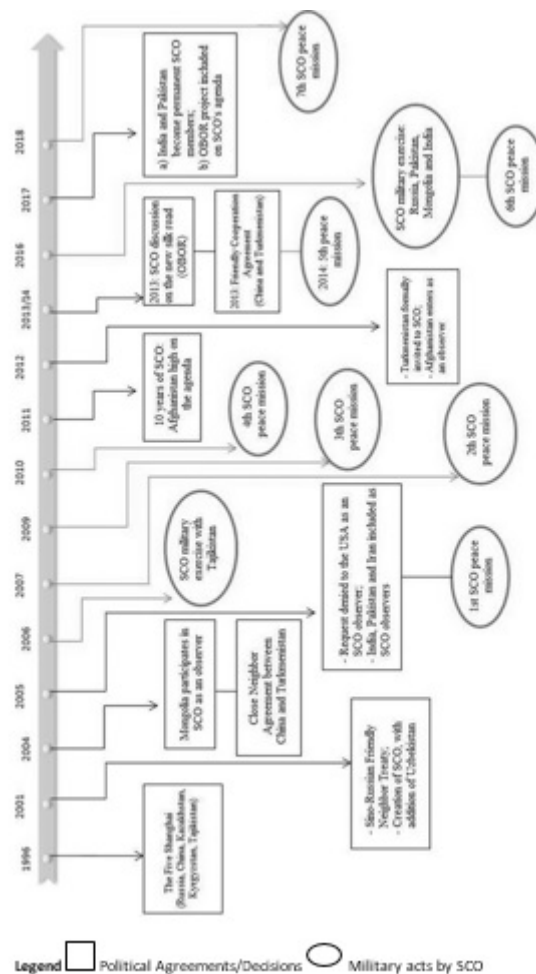 1996
2001
2004
2005
2006
2007
2009
2010
2011
2012
2013/14
2016
2017
2018
The Five Shanghai
(Russia, China, Kazakhstan,
Kyrgyzstan, Tajikistan)
- Sino-Russian Friendly
Neighbor Treaty;
- Creation of SCO, with
addition of Uzbekistan
Mongolia participates in
SCO as an observer
Close Neighbor
Agreement between
China and Turkmenistan
- Request denied to the USA as an
SCO observer;
- India, Pakistan and Iran included as
SCO observers
1st SCO peace
mission
SCO military
exercise with
Tajikistan
2th SCO peace
mission
3th SCO
peace mission
4th SCO
peace mission
10 years of SCO:
Afghanistan high on
the agenda
- Turkmenistan formally
invited to SCO;
- Afghanistan enters as
an observer
2013: SCO discussion
on the new silk road
(OBOR)
2013: Friendly-Cooperation
Agreement
(China and Turkmenistan)
2014: 5th peace
mission
SCO military exercise:
Russia, Pakistan,
Mongolia and India
6th SCO peace
mission
a) India and Pakistan
become permanent SCO
members;
b) OBOR project included
on SCO's agenda
7th SCO peace
mission
Legend Political Agreements/Decisions Military acts by SCO